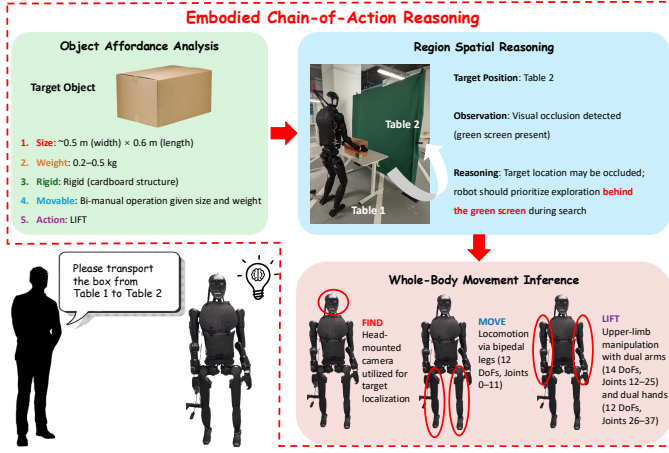 Embodied Chain-of-Action Reasoning
Object Affordance Analysis
Target Object
1. Size: ~0.5 m (width) × 0.6 m (length)
2. Weight: 0.2–0.5 kg
3. Rigid: Rigid (cardboard structure)
4. Movable: Bi-manual operation given size and weight
5. Action: LIFT
Region Spatial Reasoning
Table 2
Table 1
Target Position: Table 2
Observation: Visual occlusion detected
(green screen present)
Reasoning: Target location may be occluded;
robot should prioritize exploration behind
the green screen during search
Please transport
the box from
Table 1 to Table 2
Whole-Body Movement Inference
FIND
Head-
mounted
camera
utilized for
target
localization
MOVE
Locomotion
via bipedal
legs (12
DoFs, Joints
0–11)
LIFT
Upper-limb
manipulation
with dual arms
(14 DoFs,
Joints 12–25)
and dual hands
(12 DoFs,
Joints 26–37)